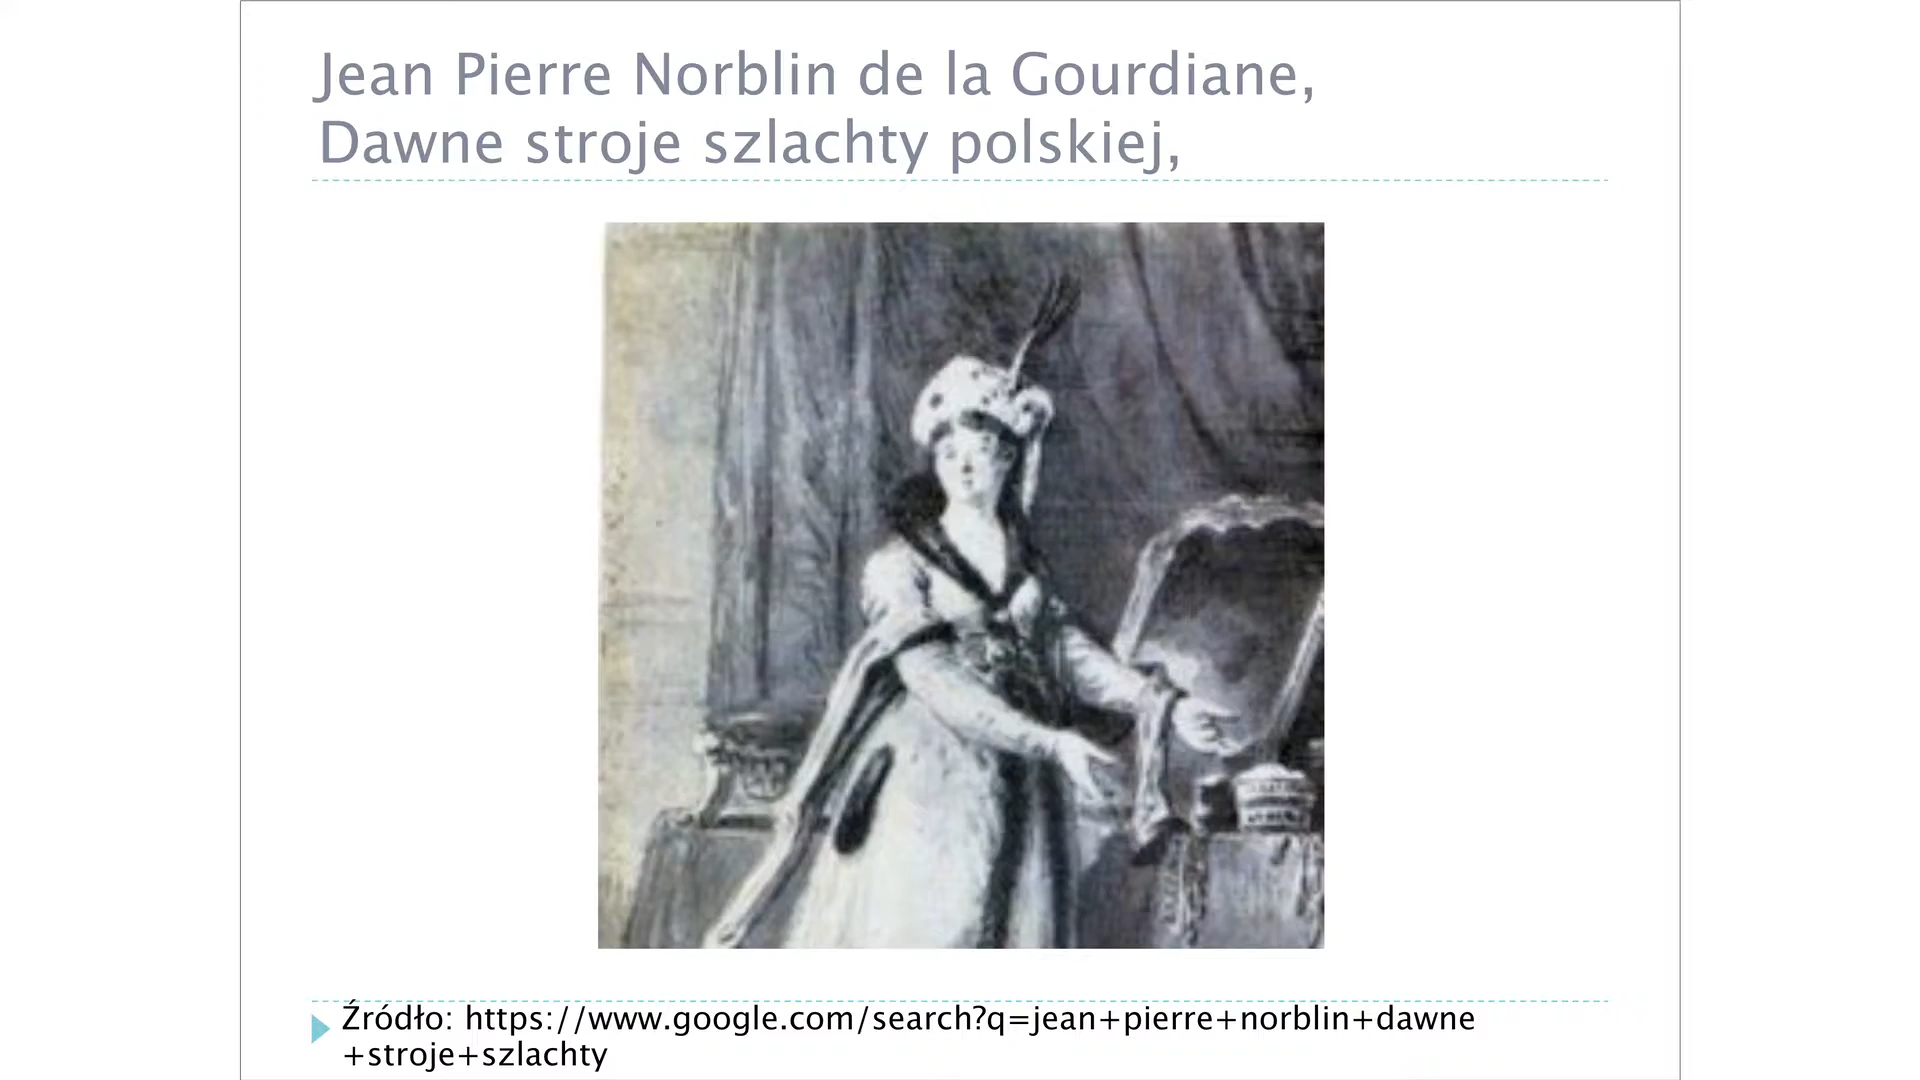 Jean Pierre Norblin de la Gourdiane,
Dawne stroje szlachty polskiej,
Źródło: https://www.google.com/search?q=jean+pierre+norblin+dawne
+stroje+szlachty